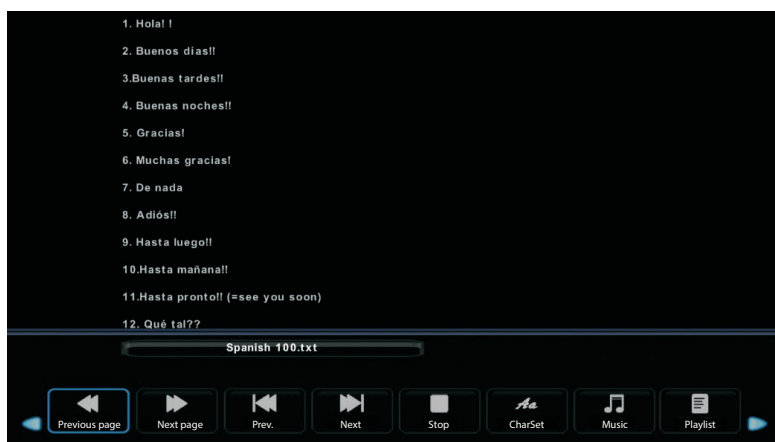 1. Hola! !
2. Buenos días!!
3.Buenas tardes!!
4. Buenas noches!!
5. Gracias!
6. Muchas gracias!
7. De nada
8. Adiós!!
9. Hasta luego!!
10.Hasta mañana!!
11.Hasta pronto!! (=see you soon)
12. Qué tal??
Spanish 100.txt
Previous page Next page Prev. Next Stop Aa CharSet Music Playlist